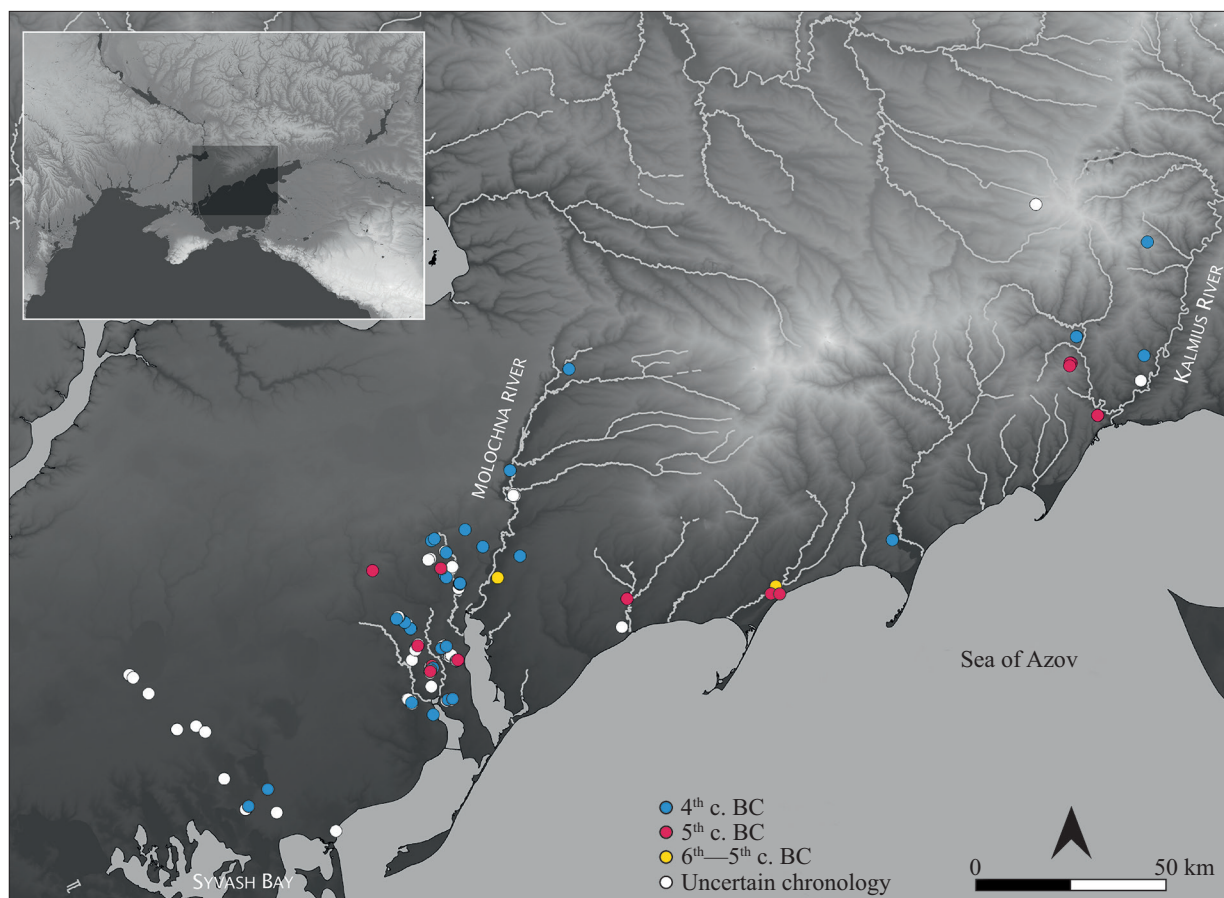 MOLOCHNA RIVER
KALMIUS RIVER
Sea of Azov
SYVASH BAY
4th c. BC
5th c. BC
6th—5th c. BC
Uncertain chronology
0 50 km